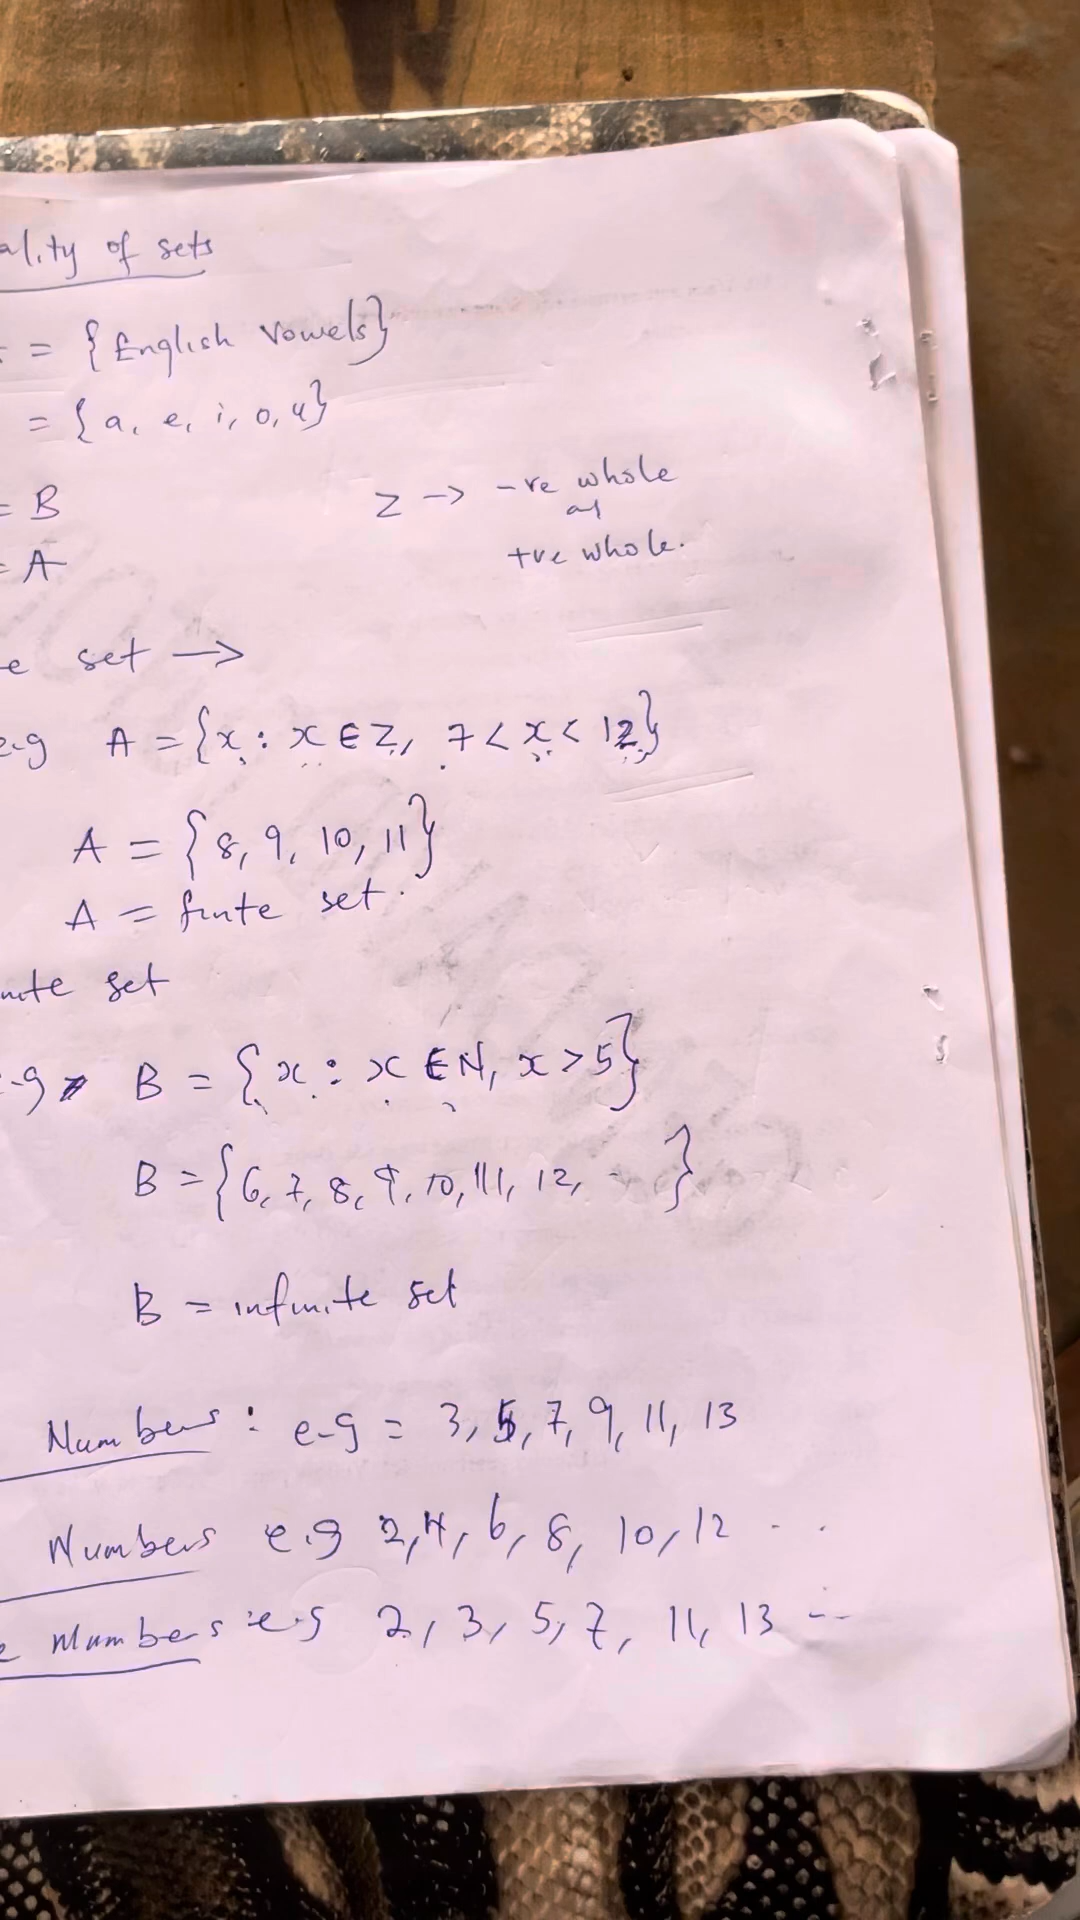 ality of sets
= {English Vowels}
= {a, e, i, o, u}
= B
Z → -ve whole
+ve whole.
= A
e set →
e.g A = {x : x ∈ Z, 7 < x < 12}
A = {8, 9, 10, 11}
A = finte set.
nite set
-g B = {x : x ∈ N, x > 5}
B = {6, 7, 8, 9, 10, 11, 12, - - }
B = infinite set
Numbers : e-g = 3, 5, 7, 9, 11, 13
Numbers e.g 2, 4, 6, 8, 10, 12 - -
e Numbers e.g 2, 3, 5, 7, 11, 13 ---